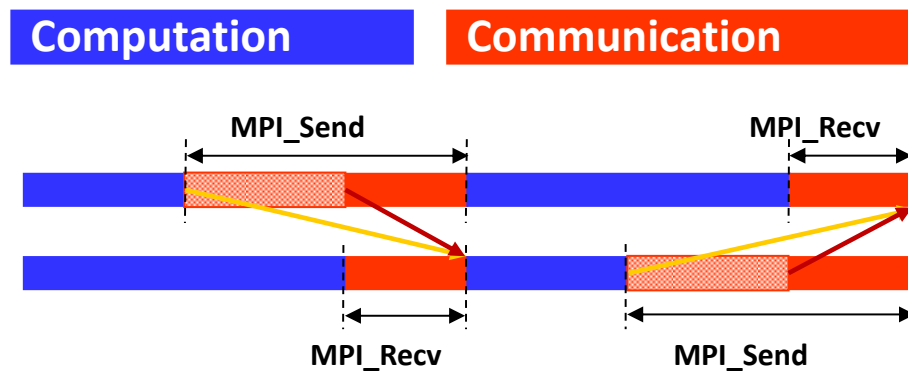 Computation
Communication
MPI_Send
MPI_Recv
MPI_Recv
MPI_Send